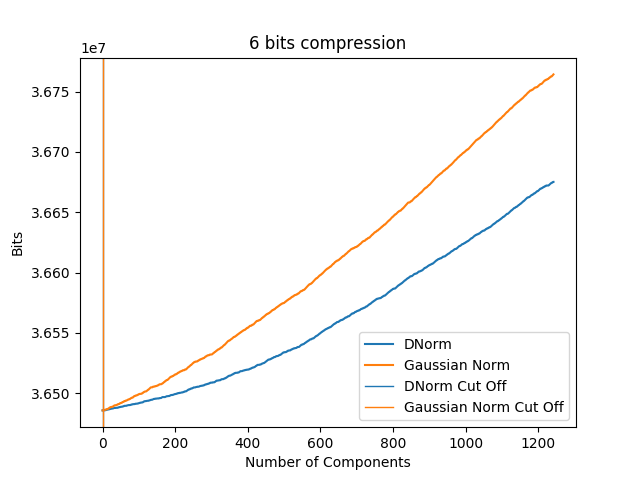 6 bits compression
1e7
3.675
3.670
3.665
3.660
3.655
3.650
Bits
0
200
400
600
800
1000
1200
Number of Components
DNorm
Gaussian Norm
DNorm Cut Off
Gaussian Norm Cut Off